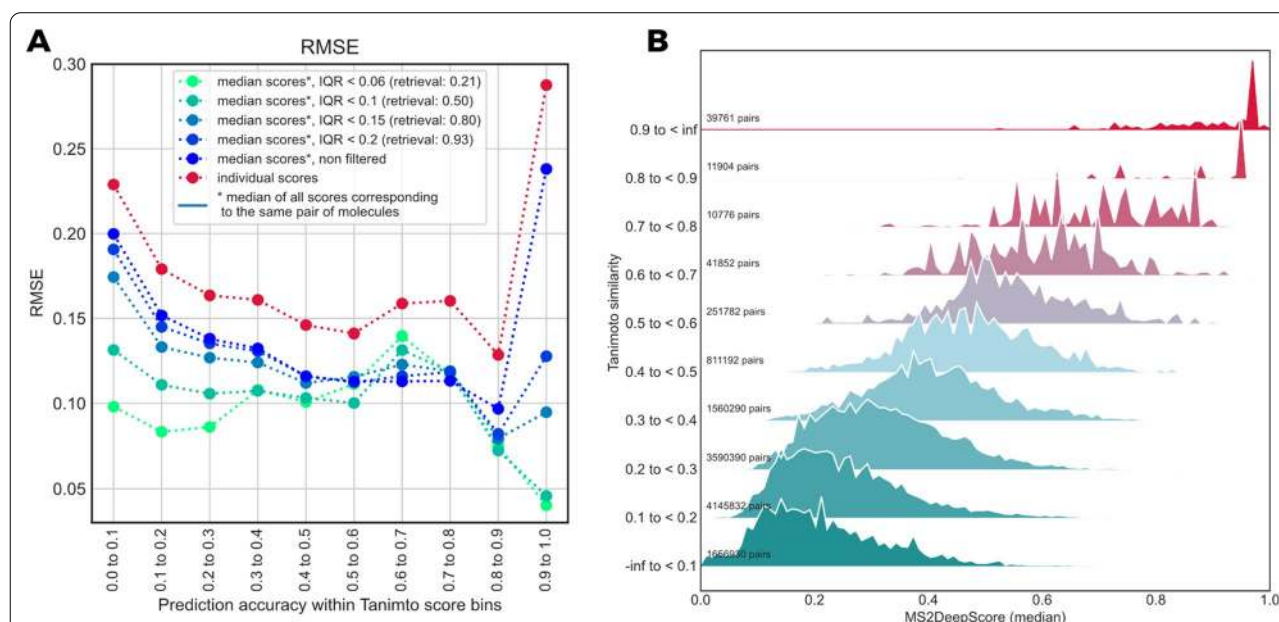 A
RMSE
0.30
0.25
0.20
0.15
0.10
0.05
RMSE
median scores*, IQR < 0.06 (retrieval: 0.21)
median scores*, IQR < 0.1 (retrieval: 0.50)
median scores*, IQR < 0.15 (retrieval: 0.80)
median scores*, IQR < 0.2 (retrieval: 0.93)
median scores*, non filtered
individual scores
* median of all scores corresponding
to the same pair of molecules
0.0 to 0.1
0.1 to 0.2
0.2 to 0.3
0.3 to 0.4
0.4 to 0.5
0.5 to 0.6
0.6 to 0.7
0.7 to 0.8
0.8 to 0.9
0.9 to 1.0
Prediction accuracy within Tanimto score bins
B
Tanimoto similarity
39761 pairs
0.9 to < inf
11904 pairs
0.8 to < 0.9
10776 pairs
0.7 to < 0.8
41852 pairs
0.6 to < 0.7
251782 pairs
0.5 to < 0.6
811192 pairs
0.4 to < 0.5
1560290 pairs
0.3 to < 0.4
3590390 pairs
0.2 to < 0.3
4145832 pairs
0.1 to < 0.2
1656930 pairs
-inf to < 0.1
0.0
0.2
0.4
0.6
0.8
1.0
MS2DeepScore (median)